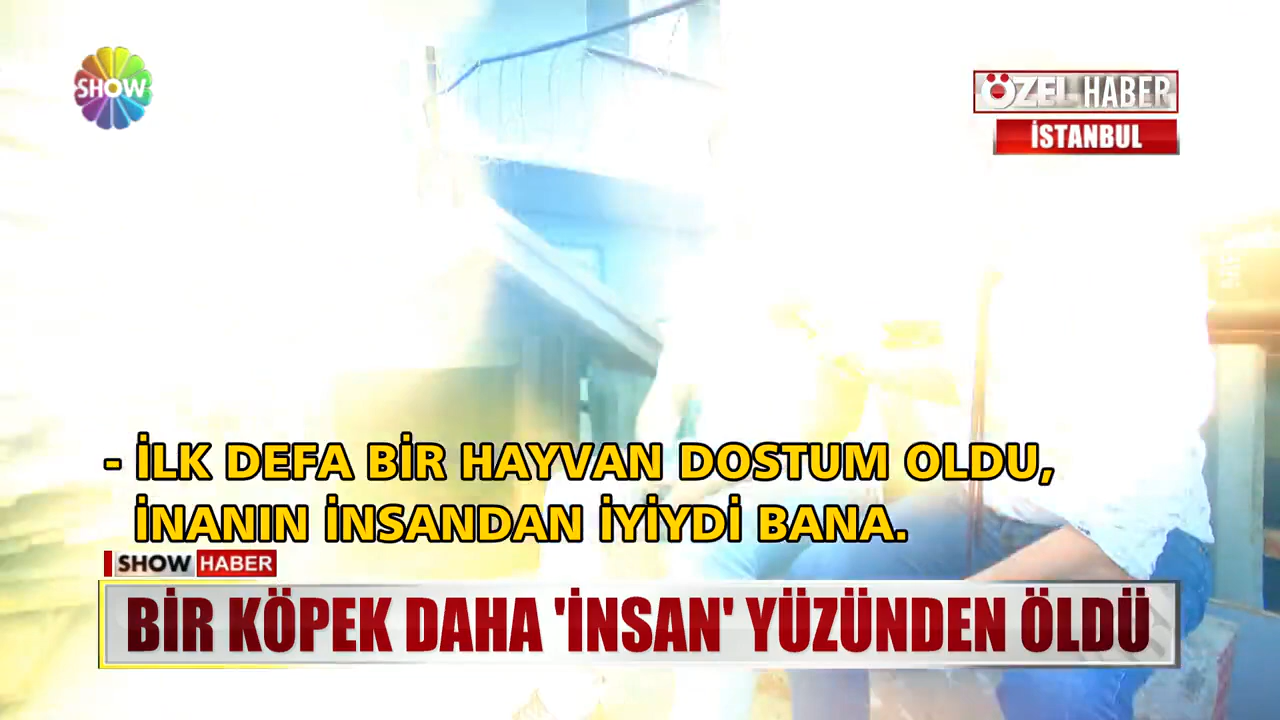 SHOW
ÖZEL HABER
İSTANBUL
- İLK DEFA BİR HAYVAN DOSTUM OLDU,
İNANIN İNSANDAN İYİYDİ BANA.
SHOW HABER
BİR KÖPEK DAHA 'İNSAN' YÜZÜNDEN ÖLDÜ